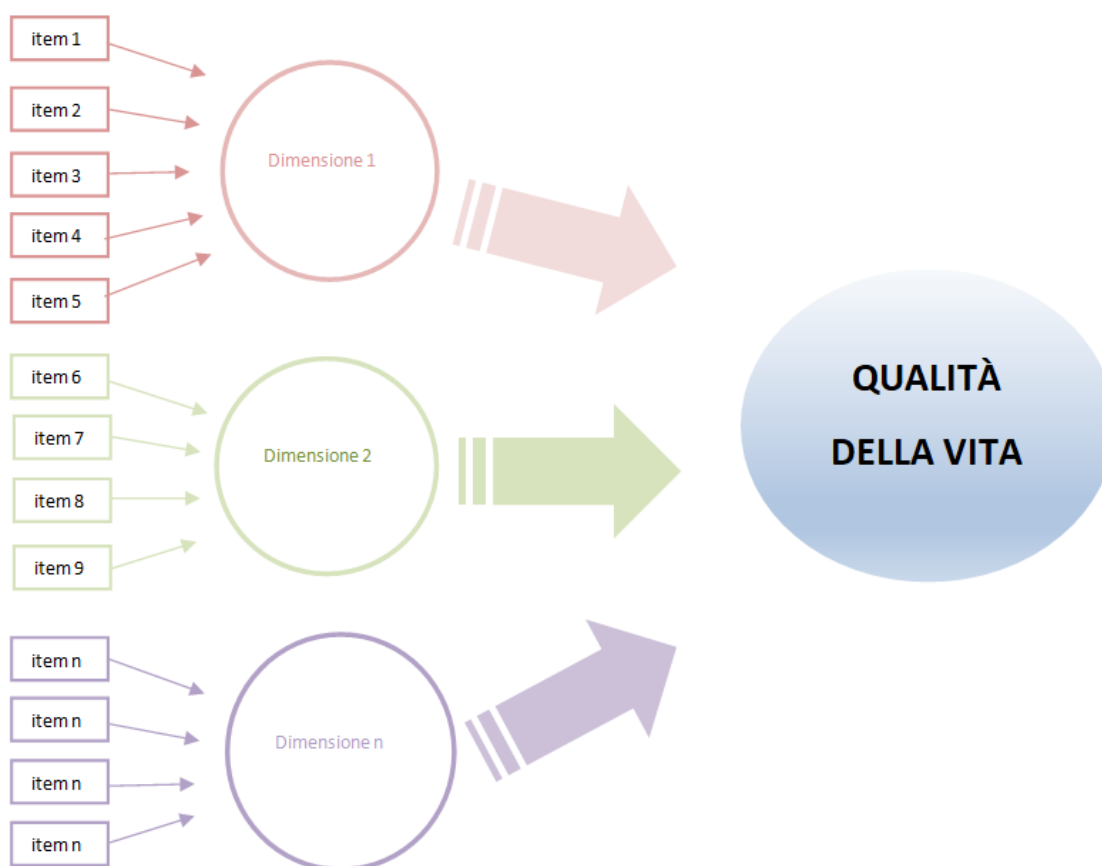 item 1
item 2
item 3
item 4
item 5
Dimensione 1
item 6
item 7
item 8
item 9
Dimensione 2
item n
item n
item n
item n
Dimensione n
QUALITÀ
DELLA VITA